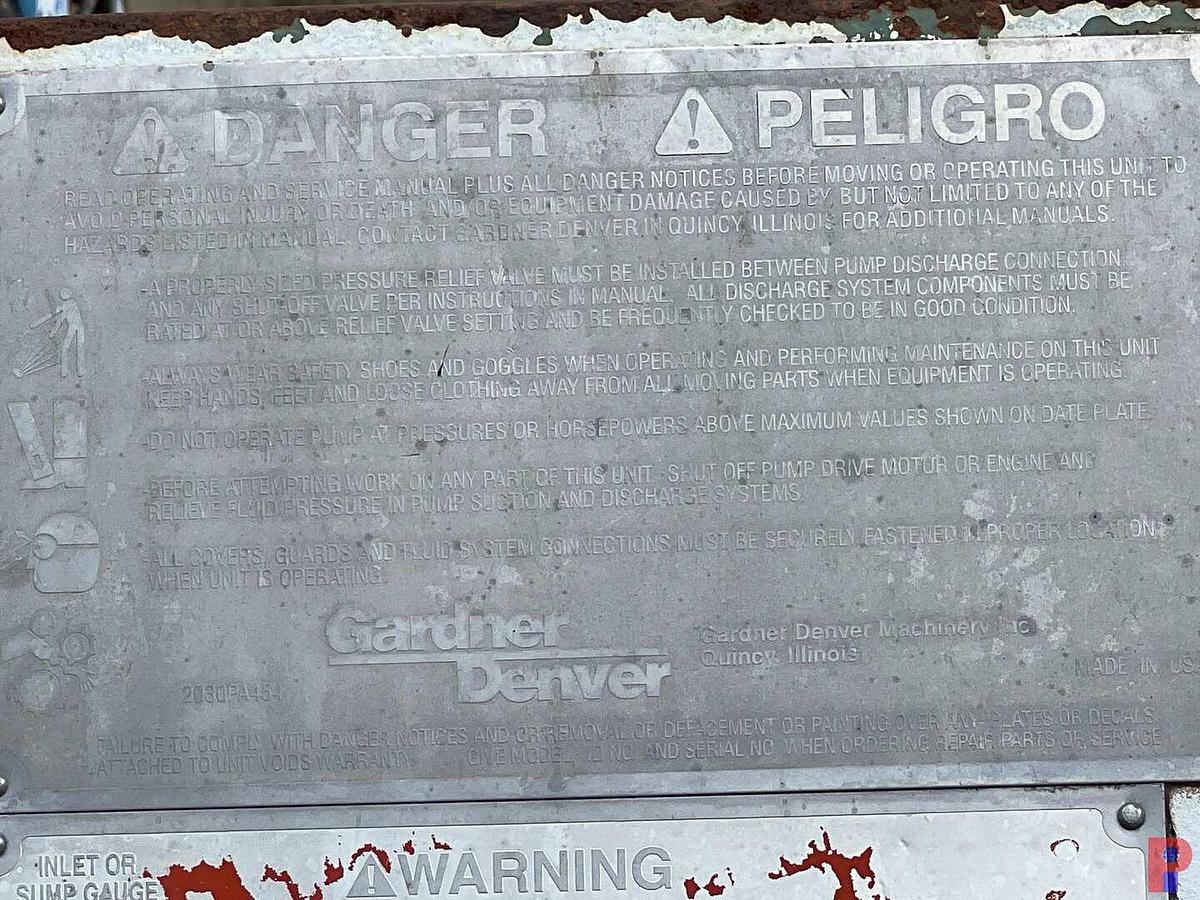 DANGER PELIGRO
READ OPERATING AND SERVICE MANUAL PLUS ALL DANGER NOTICES BEFORE MOVING OR OPERATING THIS UNIT TO
AVOID PERSONAL INJURY OR DEATH AND/OR EQUIPMENT DAMAGE CAUSED BY, BUT NOT LIMITED TO ANY OF THE
HAZARDS LISTED IN MANUAL. CONTACT GARDNER DENVER IN QUINCY, ILLINOIS FOR ADDITIONAL MANUALS.
-A PROPERLY SIZED PRESSURE RELIEF VALVE MUST BE INSTALLED BETWEEN PUMP DISCHARGE CONNECTION
AND ANY SHUT-OFF VALVE PER INSTRUCTIONS IN MANUAL. ALL DISCHARGE SYSTEM COMPONENTS MUST BE
RATED AT OR ABOVE RELIEF VALVE SETTING AND BE FREQUENTLY CHECKED TO BE IN GOOD CONDITION.
-ALWAYS WEAR SAFETY SHOES AND GOGGLES WHEN OPERATING AND PERFORMING MAINTENANCE ON THIS UNIT
KEEP HANDS, FEET AND LOOSE CLOTHING AWAY FROM ALL MOVING PARTS WHEN EQUIPMENT IS OPERATING.
-DO NOT OPERATE PUMP AT PRESSURES OR HORSEPOWERS ABOVE MAXIMUM VALUES SHOWN ON DATE PLATE.
-BEFORE ATTEMPTING WORK ON ANY PART OF THIS UNIT - SHUT OFF PUMP DRIVE MOTOR OR ENGINE AND
RELIEVE FLUID PRESSURE IN PUMP SUCTION AND DISCHARGE SYSTEMS.
-ALL COVERS, GUARDS AND FLUID SYSTEM CONNECTIONS MUST BE SECURELY FASTENED IN PROPER LOCATION
WHEN UNIT IS OPERATING.
Gardner
Denver
Gardner Denver Machinery Inc.
Quincy, Illinois
2030PA454
MADE IN US
FAILURE TO COMPLY WITH DANGER NOTICES AND/OR REMOVAL OR DEFACEMENT OR PAINTING OVER ANY PLATES OR DECALS
ATTACHED TO UNIT VOIDS WARRANTY. GIVE MODEL, ID NO. AND SERIAL NO. WHEN ORDERING REPAIR PARTS OR SERVICE
INLET OR
SUMP GAUGE
WARNING
P